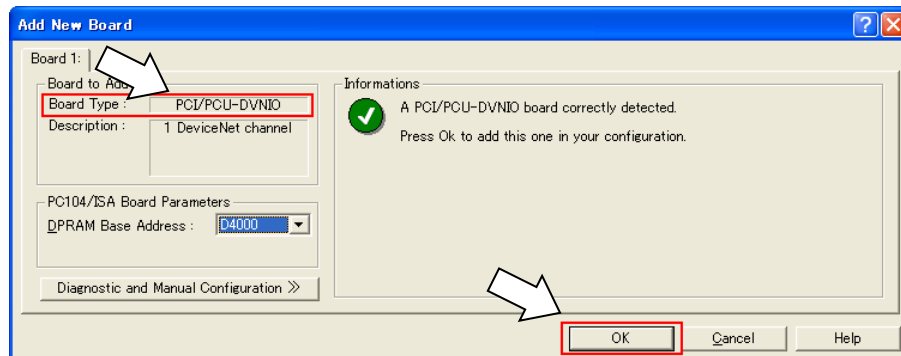 Add New Board
Board 1:
Board to Add
Board Type : PCI/PCU-DVNIO
Description : 1 DeviceNet channel
PC104/ISA Board Parameters
DPRAM Base Address : D4000
Diagnostic and Manual Configuration >>
Informations
A PCI/PCU-DVNIO board correctly detected.
Press Ok to add this one in your configuration.
OK Cancel Help